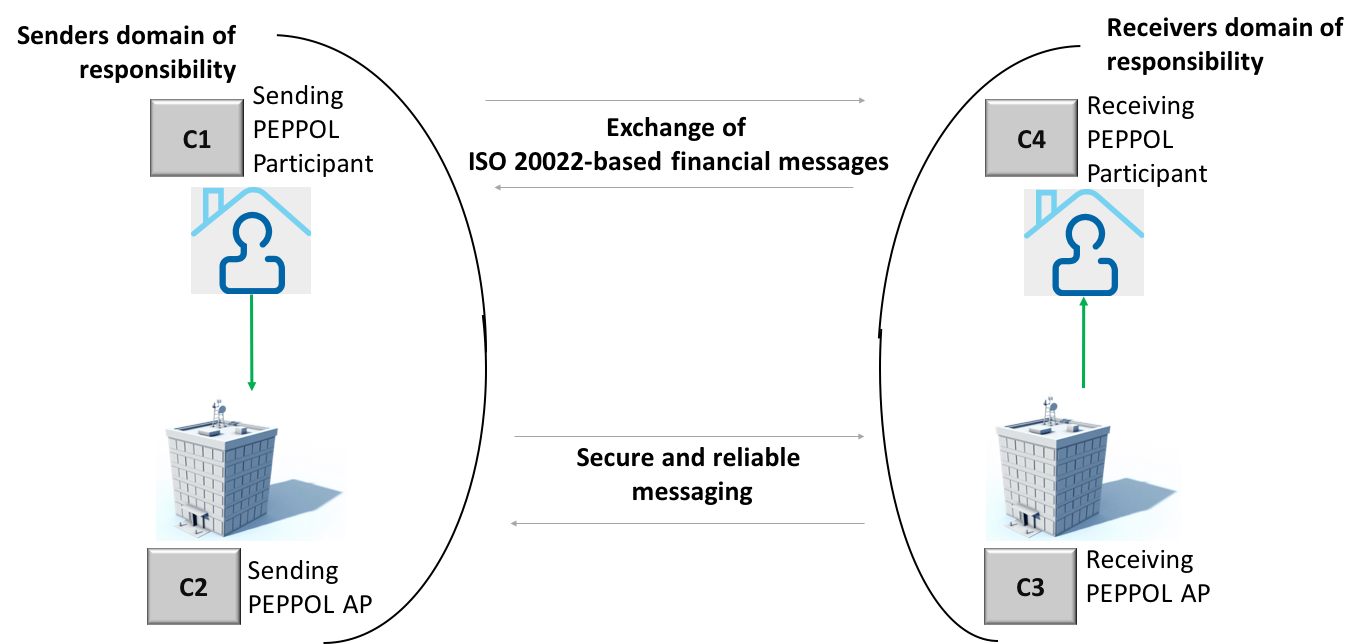 Senders domain of
responsibility
C1
Sending
PEPPOL
Participant
Exchange of
ISO 20022-based financial messages
Receivers domain of
responsibility
C4
Receiving
PEPPOL
Participant
Secure and reliable
messaging
C2
Sending
PEPPOL AP
C3
Receiving
PEPPOL AP